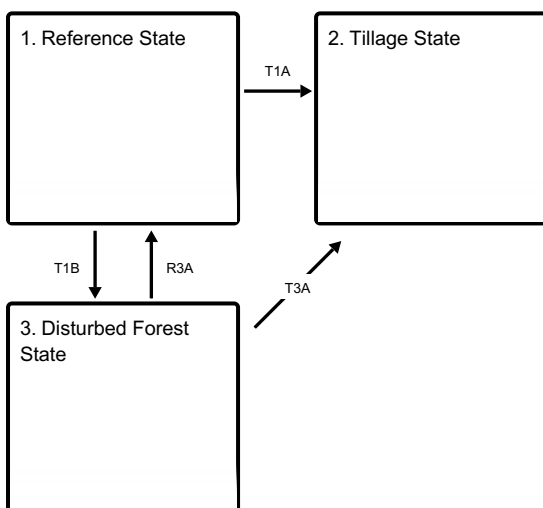 1. Reference State
2. Tillage State
T1A
T1B
R3A
T3A
3. Disturbed Forest
State